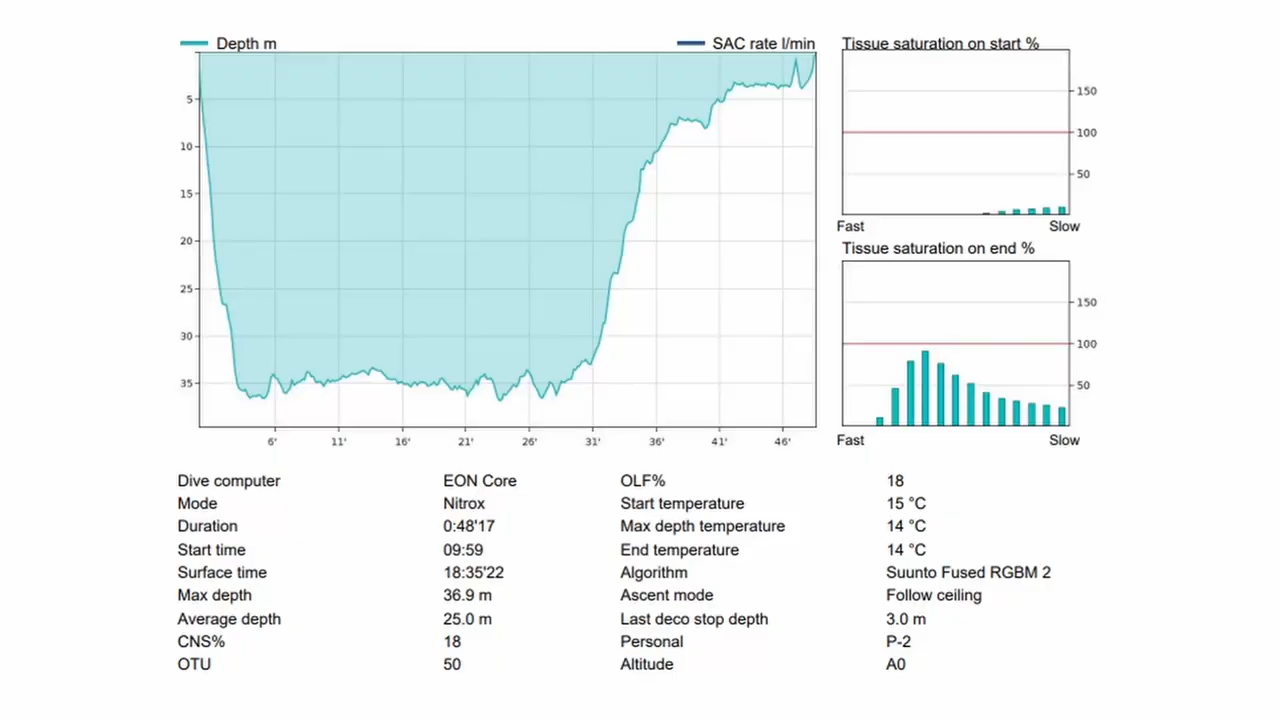 Depth m
SAC rate l/min
5
10
15
20
25
30
35
6'
11'
16'
21'
26'
31'
36'
41'
46'
Tissue saturation on start %
150
100
50
Fast
Slow
Tissue saturation on end %
150
100
50
Fast
Slow
Dive computer EON Core
Mode Nitrox
Duration 0:48'17
Start time 09:59
Surface time 18:35'22
Max depth 36.9 m
Average depth 25.0 m
CNS% 18
OTU 50
OLF% 18
Start temperature 15 °C
Max depth temperature 14 °C
End temperature 14 °C
Algorithm Suunto Fused RGBM 2
Ascent mode Follow ceiling
Last deco stop depth 3.0 m
Personal P-2
Altitude A0